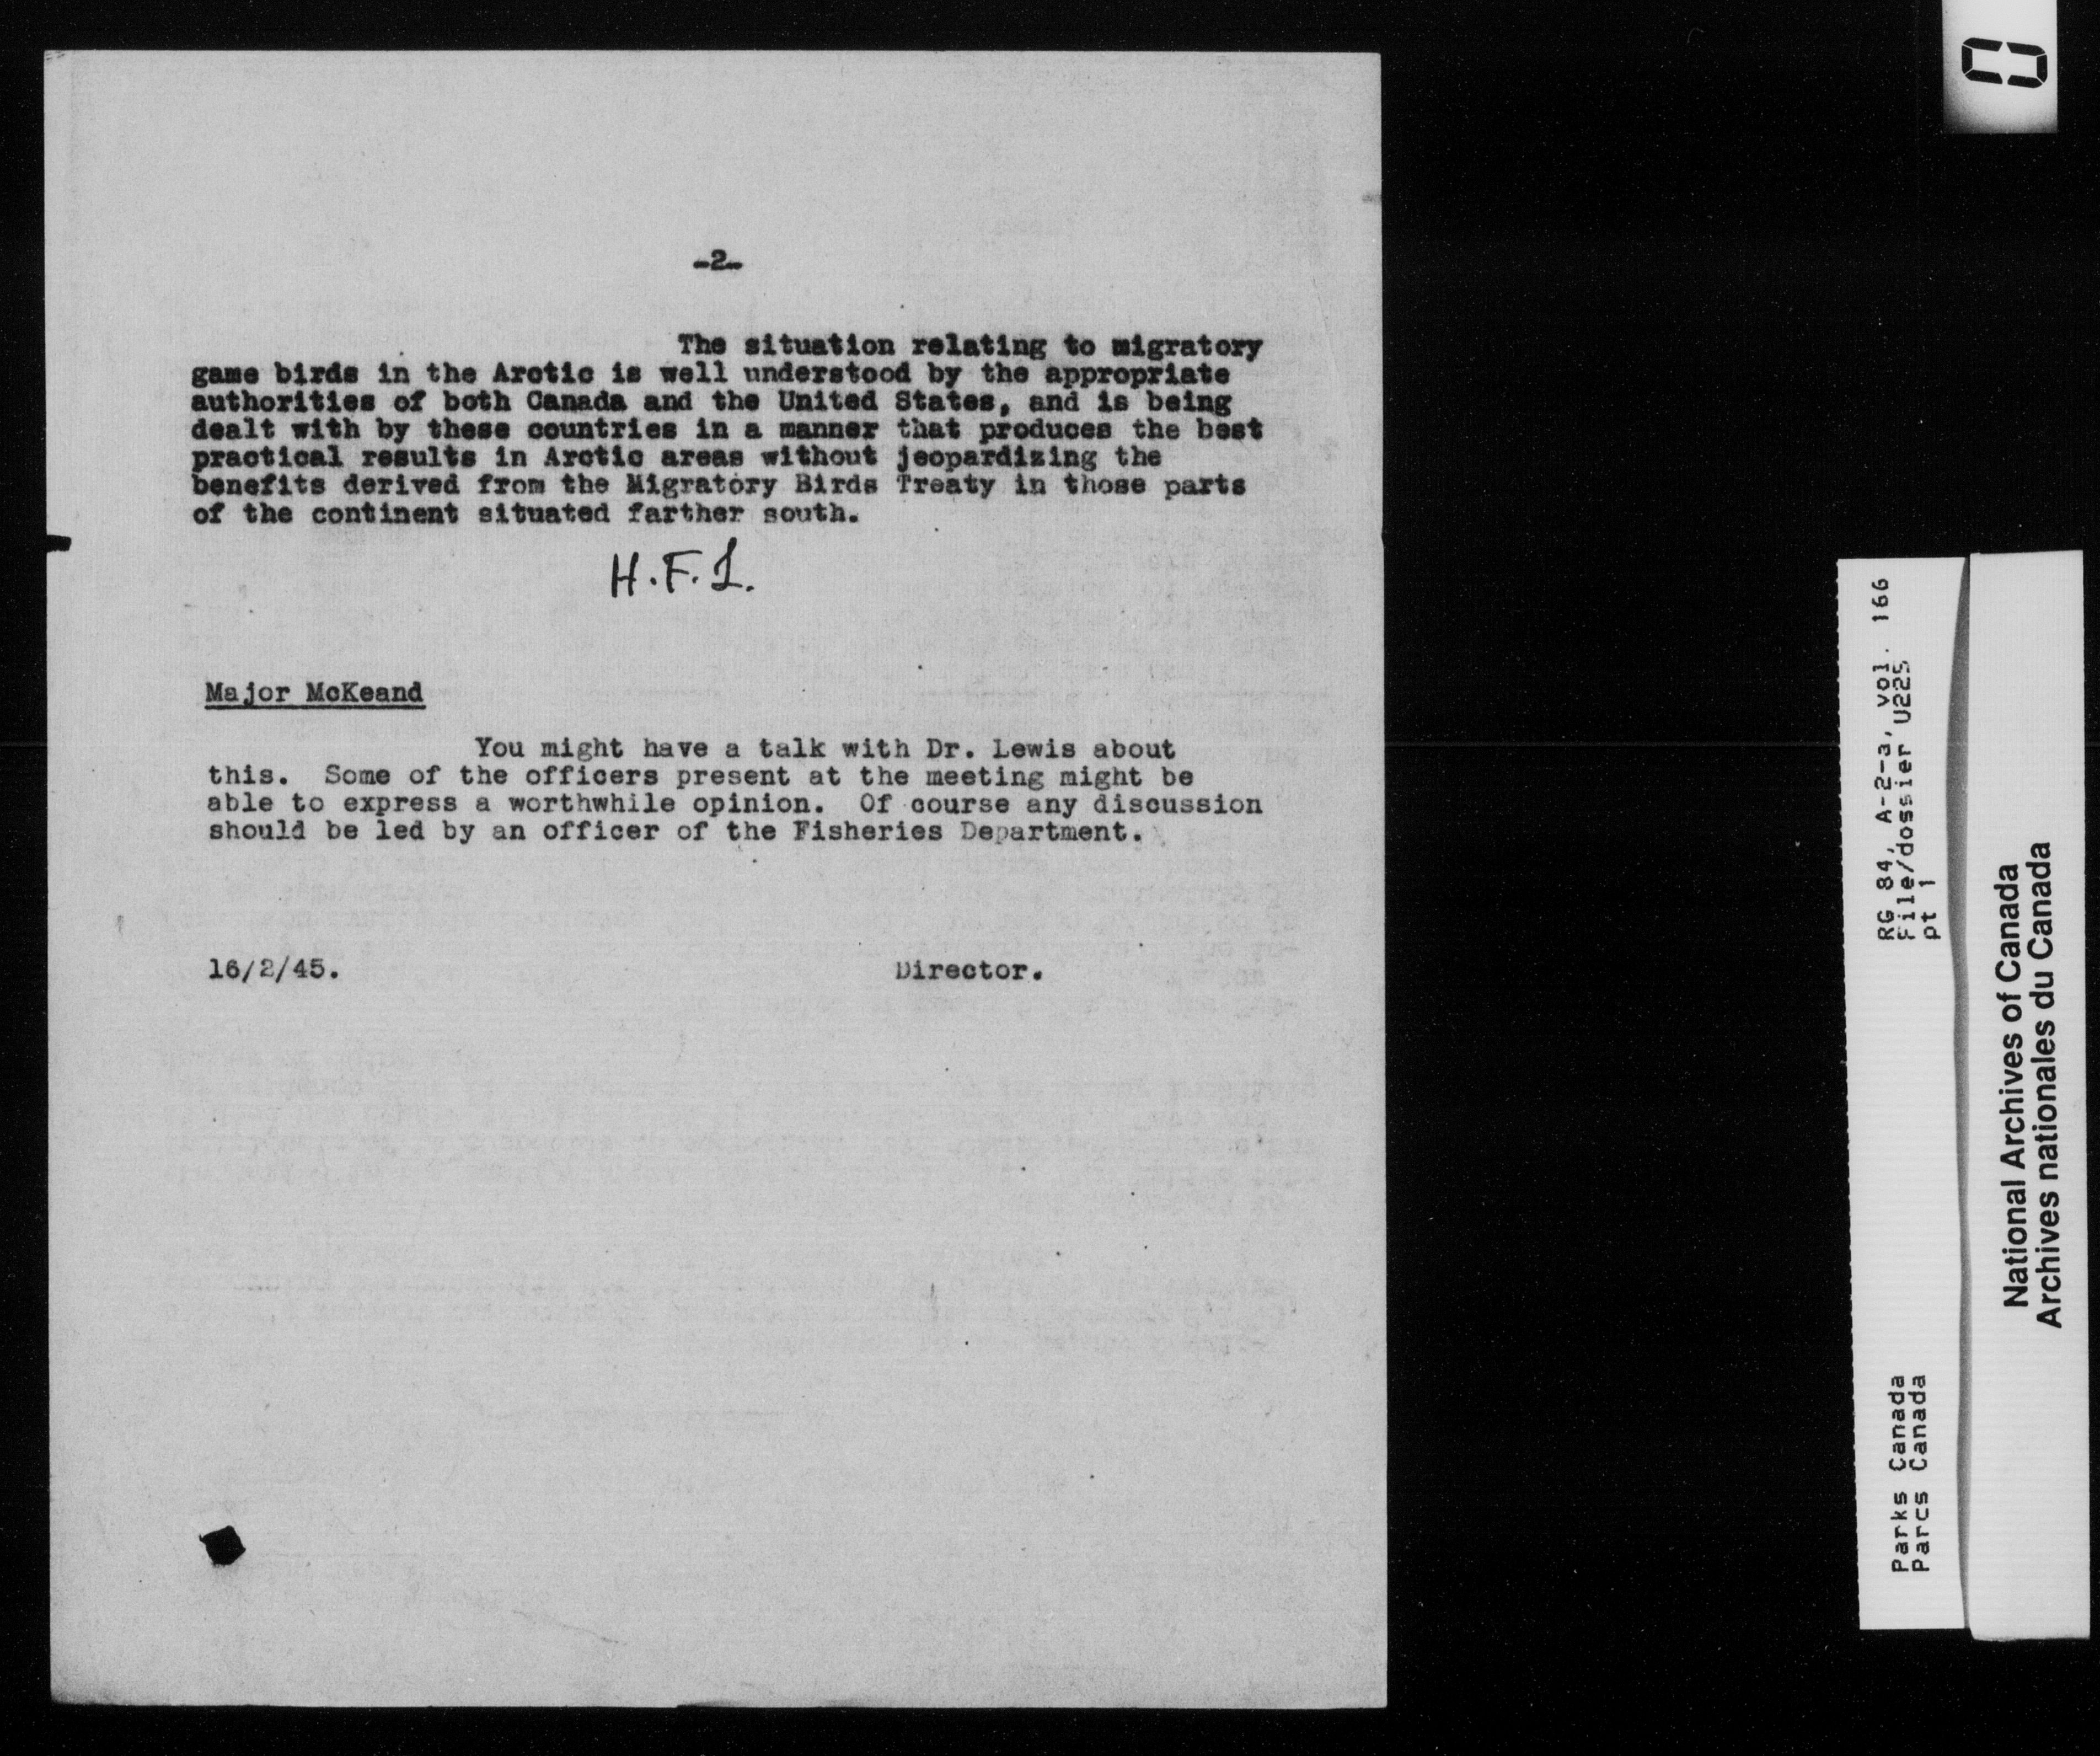 -2-
The situation relating to migratory
game birds in the Arctic is well understood by the appropriate
authorities of both Canada and the United States, and is being
dealt with by these countries in a manner that produces the best
practical results in Arctic areas without jeopardizing the
benefits derived from the Migratory Birds Treaty in those parts
of the continent situated farther south.
H.F.L.
Major McKeand
You might have a talk with Dr. Lewis about
this. Some of the officers present at the meeting might be
able to express a worthwhile opinion. Of course any discussion
should be led by an officer of the Fisheries Department.
16/2/45. Director.
RG 84, A-2-a, vol. 166
File/dossier U225
pt 1
Parks Canada
Parcs Canada
National Archives of Canada
Archives nationales du Canada